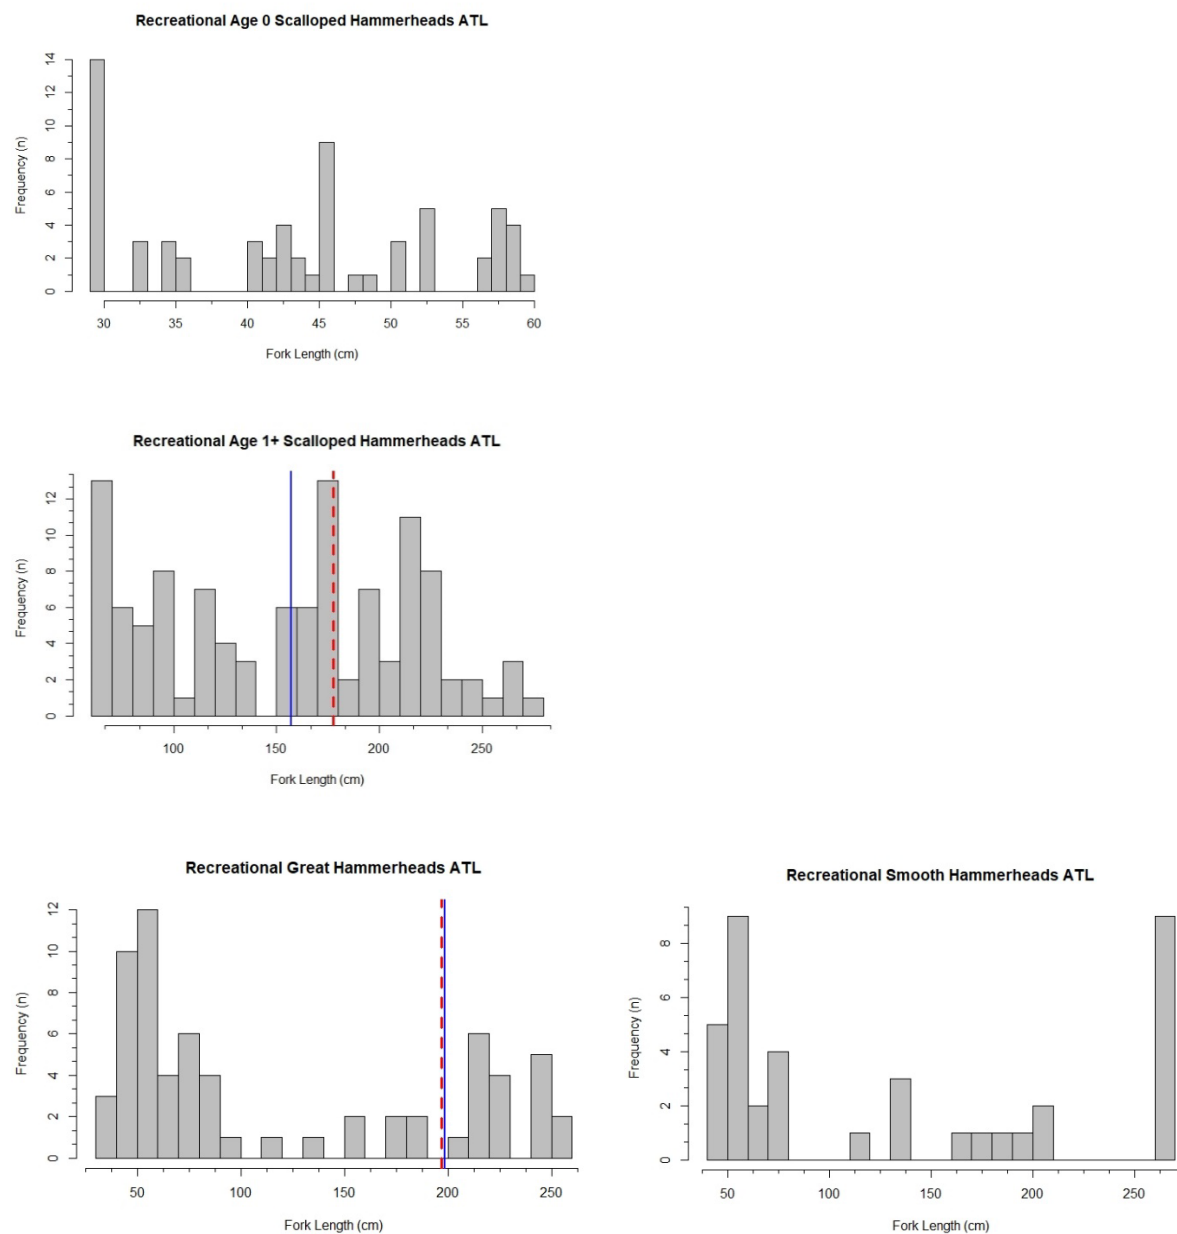 Recreational Age 0 Scalloped Hammerheads ATL
Frequency (n)
0 2 4 6 8 10 12 14
30 35 40 45 50 55 60
Fork Length (cm)
Recreational Age 1+ Scalloped Hammerheads ATL
Frequency (n)
0 2 4 6 8 10 12
100 150 200 250
Fork Length (cm)
Recreational Great Hammerheads ATL
Frequency (n)
0 2 4 6 8 10 12
50 100 150 200 250
Fork Length (cm)
Recreational Smooth Hammerheads ATL
Frequency (n)
0 2 4 6 8
50 100 150 200 250
Fork Length (cm)